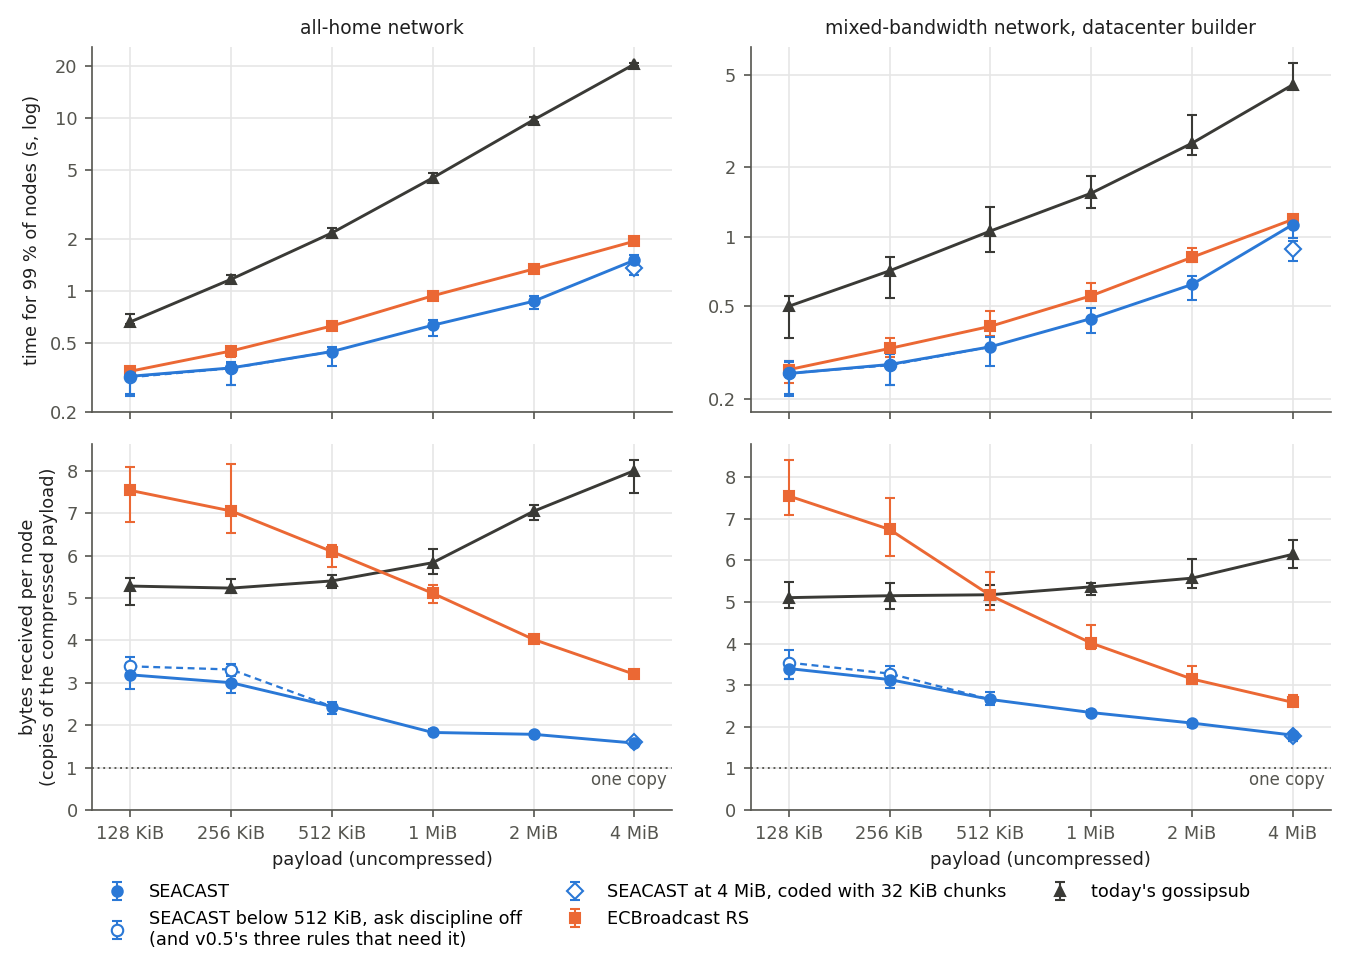 all-home network
mixed-bandwidth network, datacenter builder
time for 99 % of nodes (s, log)
20
10
5
2
1
0.5
0.2
5
2
1
0.5
0.2
bytes received per node
(copies of the compressed payload)
8
7
6
5
4
3
2
1
0
one copy
8
7
6
5
4
3
2
1
0
one copy
128 KiB 256 KiB 512 KiB 1 MiB 2 MiB 4 MiB
128 KiB 256 KiB 512 KiB 1 MiB 2 MiB 4 MiB
payload (uncompressed)
payload (uncompressed)
SEACAST
SEACAST below 512 KiB, ask discipline off
(and v0.5's three rules that need it)
SEACAST at 4 MiB, coded with 32 KiB chunks
ECBroadcast RS
today's gossipsub